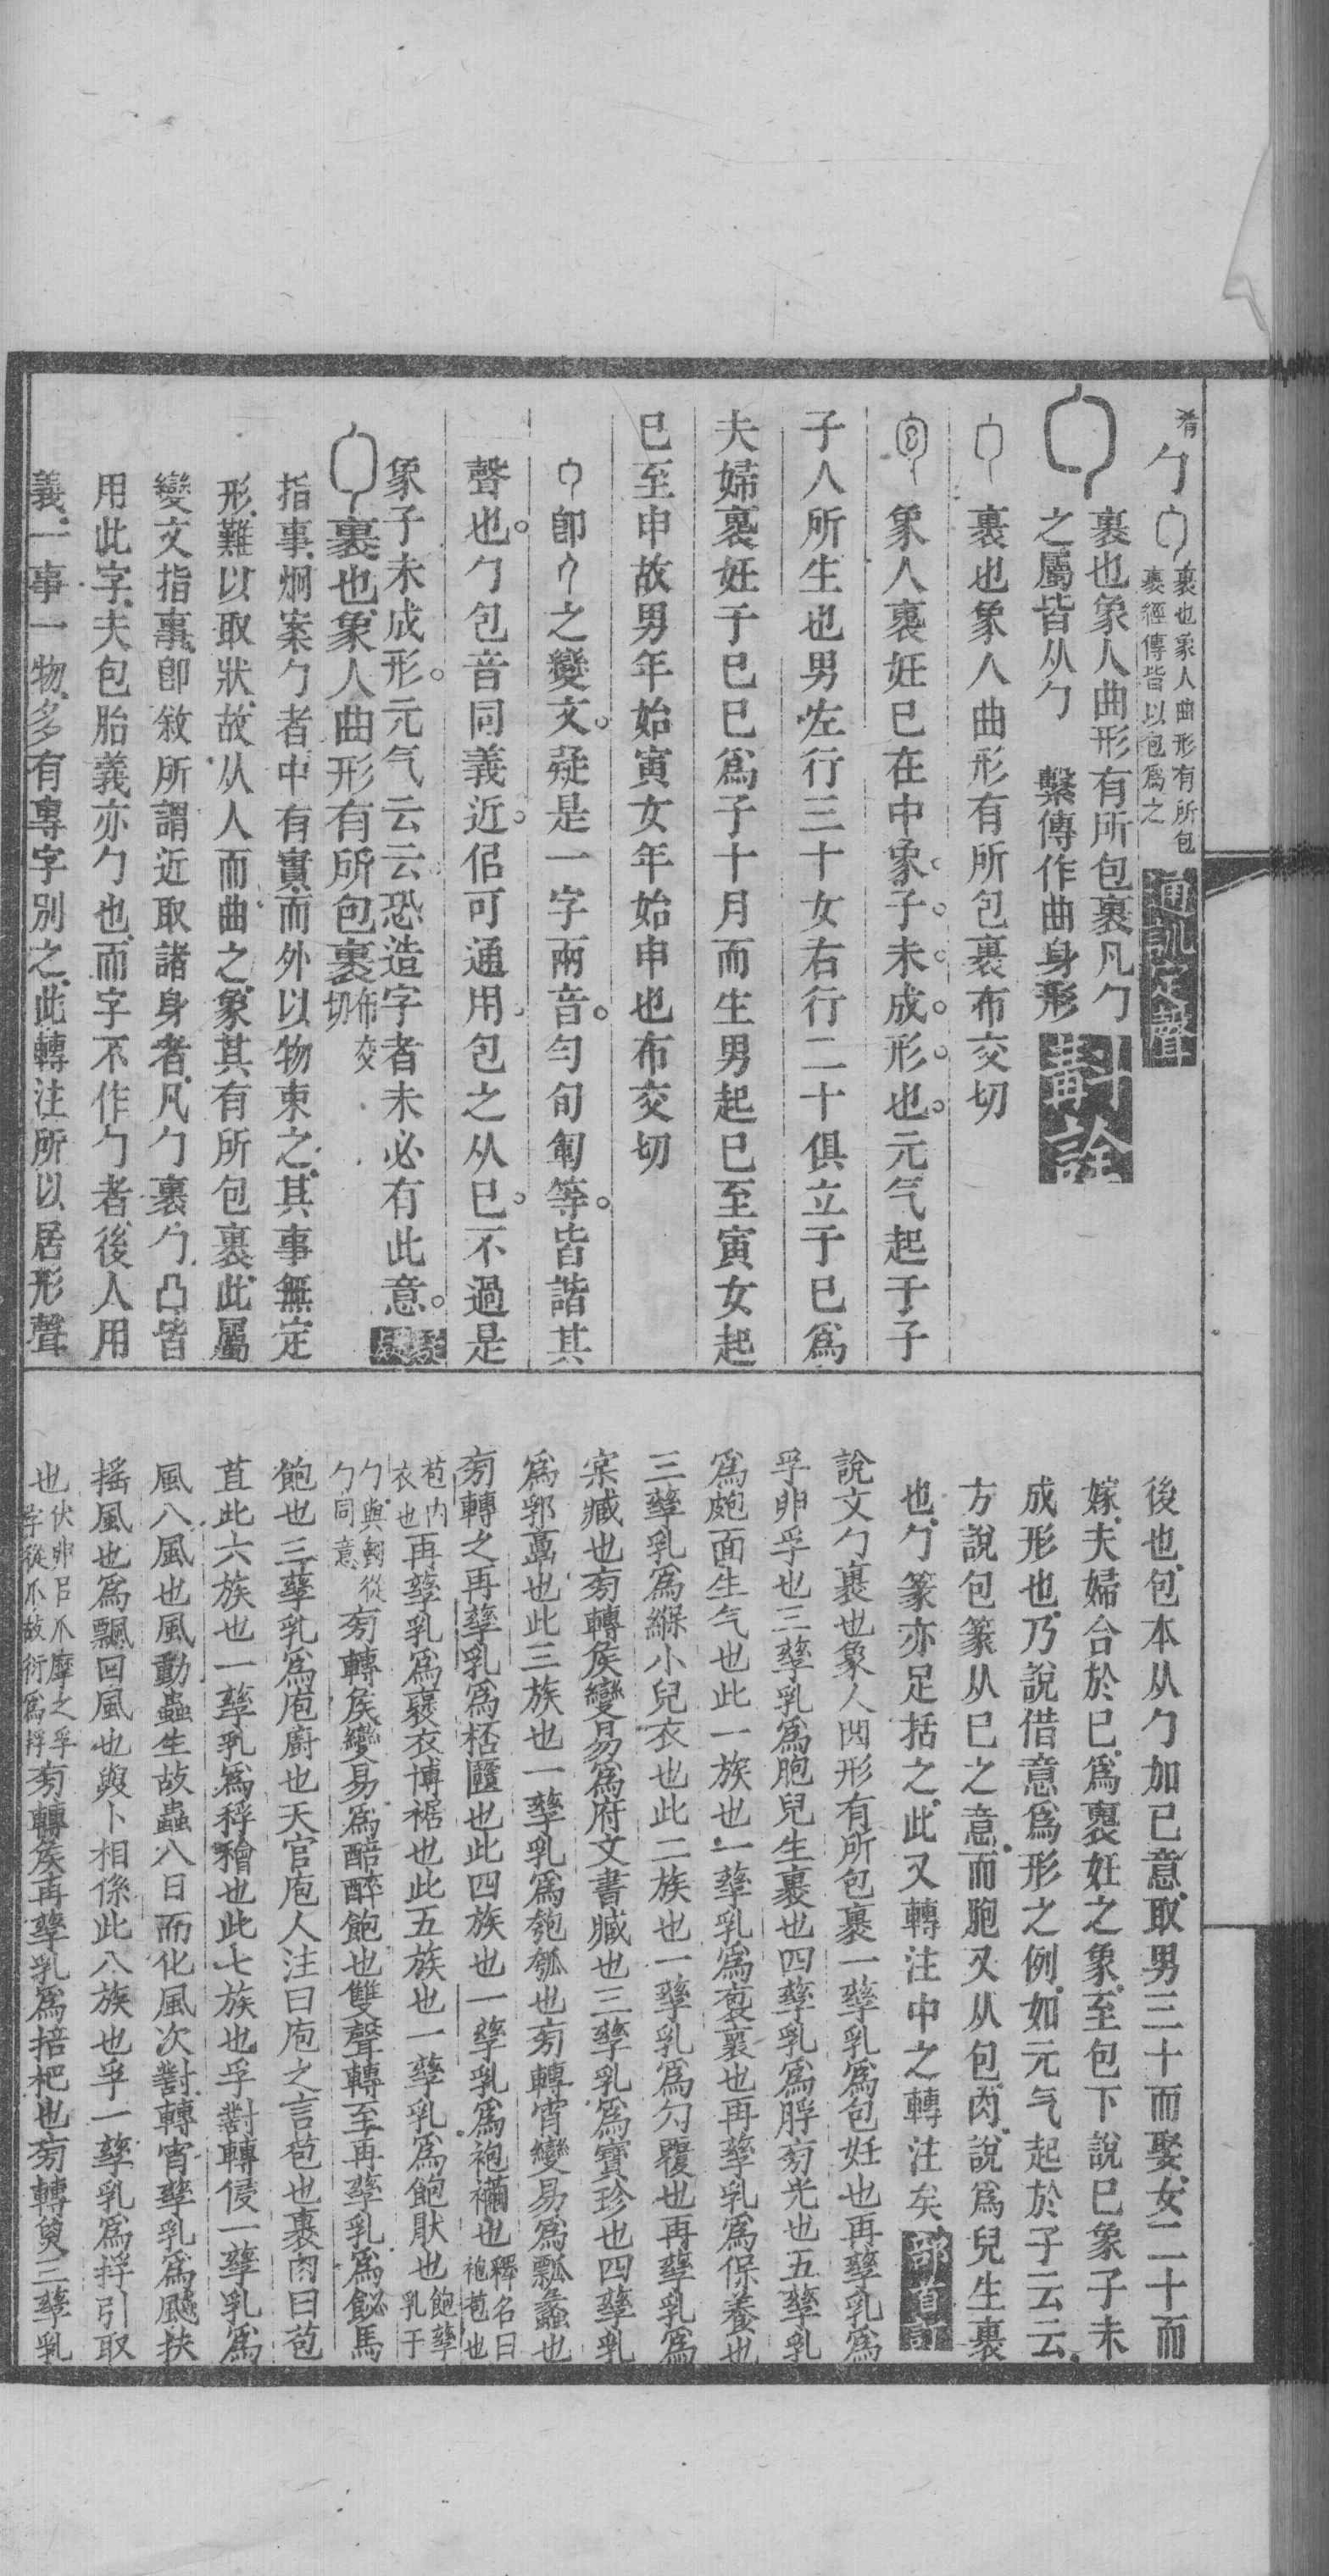 肴 勹 裹也象人曲形有所包
裹經傳皆以包爲之 通訓定聲
裹也象人曲形有所包裹凡勹
之屬皆从勹 繫傳作曲身形 斠詮
裹也象人曲形有所包裹布交切
象人裹妊巳在中象子未成形也元气起于子
子人所生也男左行三十女右行二十俱立于巳爲
夫婦裹妊于巳巳爲子十月而生男起巳至寅女起
巳至申故男年始寅女年始申也布交切
卽勹之變文疑是一字兩音勻旬匍等皆諧其
聲也勹包音同義近侣可通用包之从巳不過是
象子未成形元气云云恐造字者未必有此意
裹也象人曲形有所包裹布交
切
指事烱案勹者中有實而外以物束之其事無定
形難以取狀故从人而曲之象其有所包裹此屬
變文指事卽敘所謂近取諸身者凡勹裹勹凸皆
用此字夫包胎義亦勹也而字不作勹者後人用
義一事一物多有專字別之此轉注所以居形聲
後也包本从勹加巳意取男三十而娶女二十而
嫁夫婦合於巳爲裹妊之象至包下說巳象子未
成形也乃說借意爲形之例如元气起於子云云
方說包篆从巳之意而胞又从包肉說爲兒生裹
也勹篆亦足括之此又轉注中之轉注矣 部首訂
說文勹裹也象人曲形有所包裹一孳乳爲包妊也再孳乳爲
孚卵孚也三孳乳爲胞兒生裹也四孳乳爲脬旁光也五孳乳
爲皰面生气也此一族也一孳乳爲袌裹也再孳乳爲保養也
三孳乳爲緥小兒衣也此二族也一孳乳爲勽覆也再孳乳爲
宲臧也旁轉矦變易爲府文書臧也三孳乳爲寶珍也四孳乳
爲郛亯也此三族也一孳乳爲匏瓠也旁轉宵變易爲瓢蠡也
旁轉之再孳乳爲桮𠥓也此四族也一孳乳爲袍襺也釋名曰
袍苞也
苞內
衣也再孳乳爲襃衣博裾也此五族也一孳乳爲飽猒也飽孳
乳于
勹與匓從
勹同意旁轉矦變易爲䤗醉飽也雙聲轉至再孳乳爲飶馬
飽也三孳乳爲庖廚也天官庖人注曰庖之言苞也裹肉曰苞
苴此六族也一孳乳爲稃䅌也此七族也孚對轉侵一孳乳爲
風八風也風動蟲生故蟲八日而化風次對轉宵孳乳爲飇扶
搖風也爲飄回風也與卜相係此八族也孚一孳乳爲捊引取
也伏卵㠯爪摩之孚
字從爪故衍爲捊旁轉矦再孳乳爲掊杷也旁轉 三孳乳